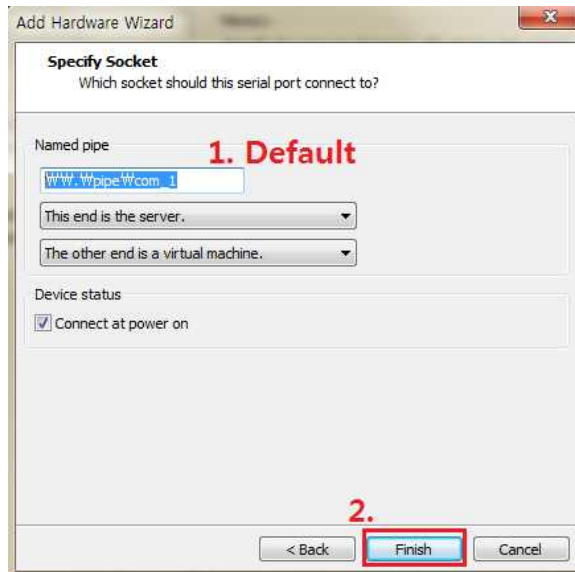 Add Hardware Wizard
Specify Socket
Which socket should this serial port connect to?
Named pipe
1. Default
₩₩.₩pipe₩com_1
This end is the server.
The other end is a virtual machine.
Device status
Connect at power on
2.
< Back Finish Cancel